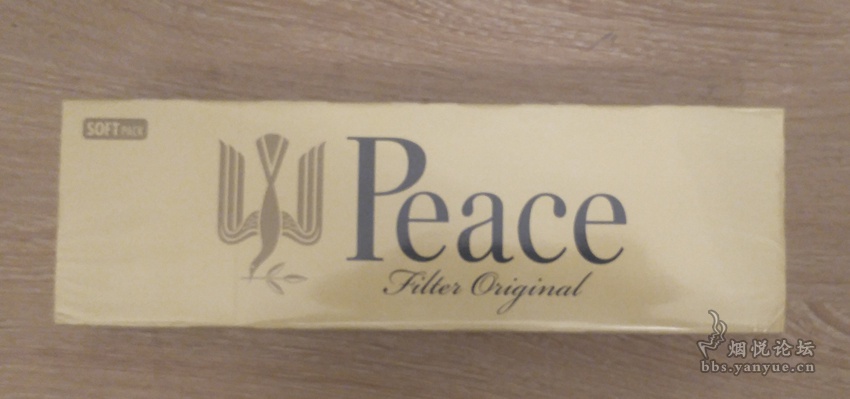 SOFT PACK
Peace
Filter Original
烟悦论坛
bbs.yanyue.cn